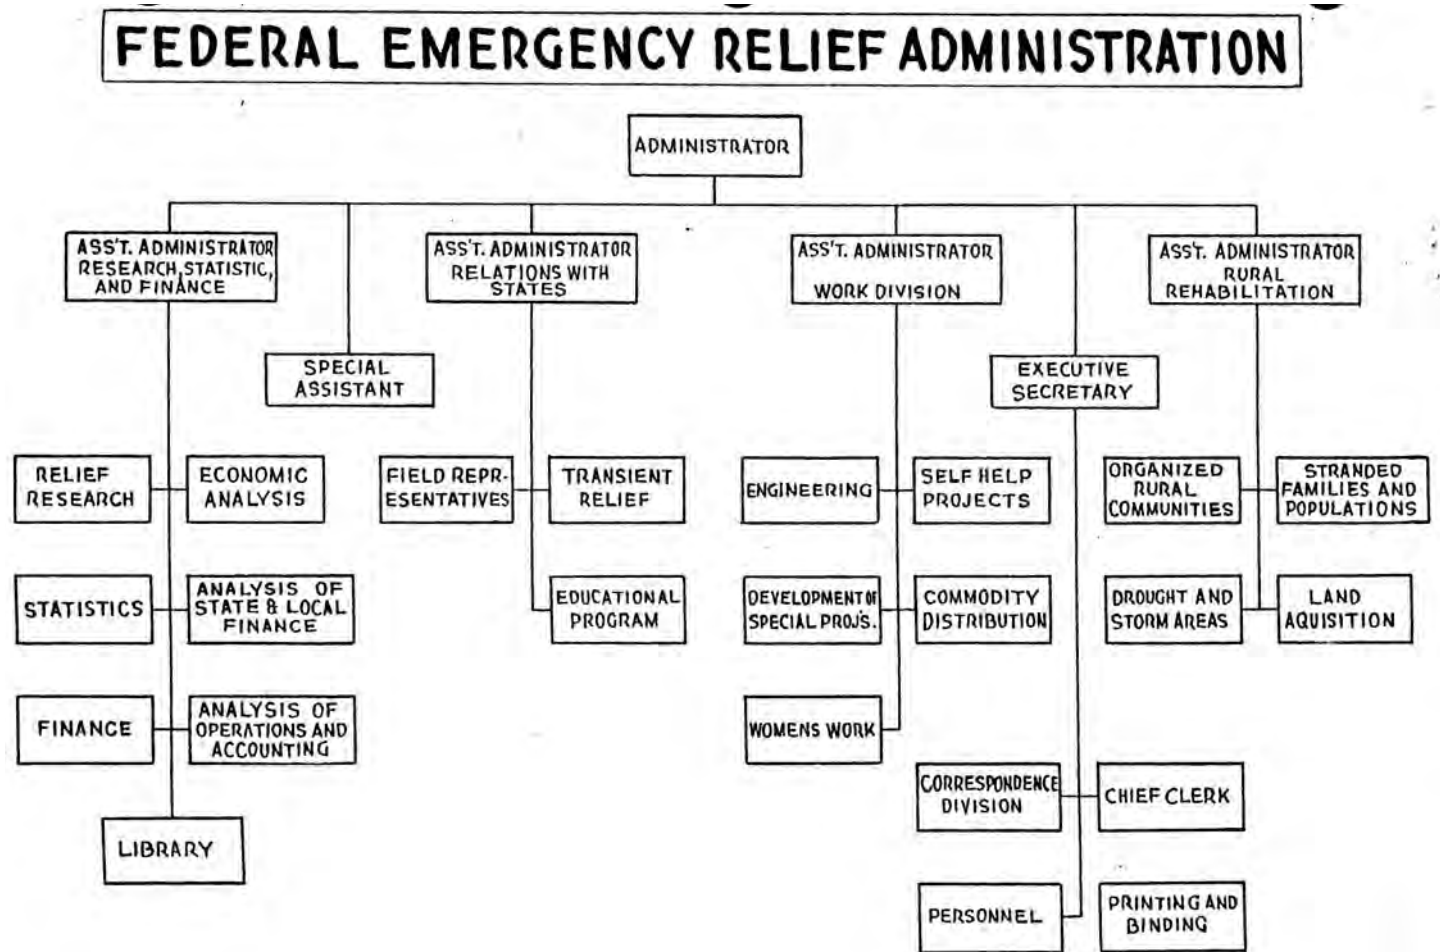 FEDERAL EMERGENCY RELIEF ADMINISTRATION
ADMINISTRATOR
ASS'T. ADMINISTRATOR
RESEARCH, STATISTIC,
AND FINANCE
ASS'T. ADMINISTRATOR
RELATIONS WITH
STATES
ASS'T. ADMINISTRATOR
WORK DIVISION
ASS'T. ADMINISTRATOR
RURAL
REHABILITATION
SPECIAL
ASSISTANT
EXECUTIVE
SECRETARY
RELIEF
RESEARCH
ECONOMIC
ANALYSIS
FIELD REPR-
ESENTATIVES
TRANSIENT
RELIEF
ENGINEERING
SELF HELP
PROJECTS
ORGANIZED
RURAL
COMMUNITIES
STRANDED
FAMILIES AND
POPULATIONS
STATISTICS
ANALYSIS OF
STATE & LOCAL
FINANCE
EDUCATIONAL
PROGRAM
DEVELOPMENT OF
SPECIAL PROJ'S.
COMMODITY
DISTRIBUTION
DROUGHT AND
STORM AREAS
LAND
AQUISITION
FINANCE
ANALYSIS OF
OPERATIONS AND
ACCOUNTING
WOMENS WORK
CORRESPONDENCE
DIVISION
CHIEF CLERK
LIBRARY
PERSONNEL
PRINTING AND
BINDING